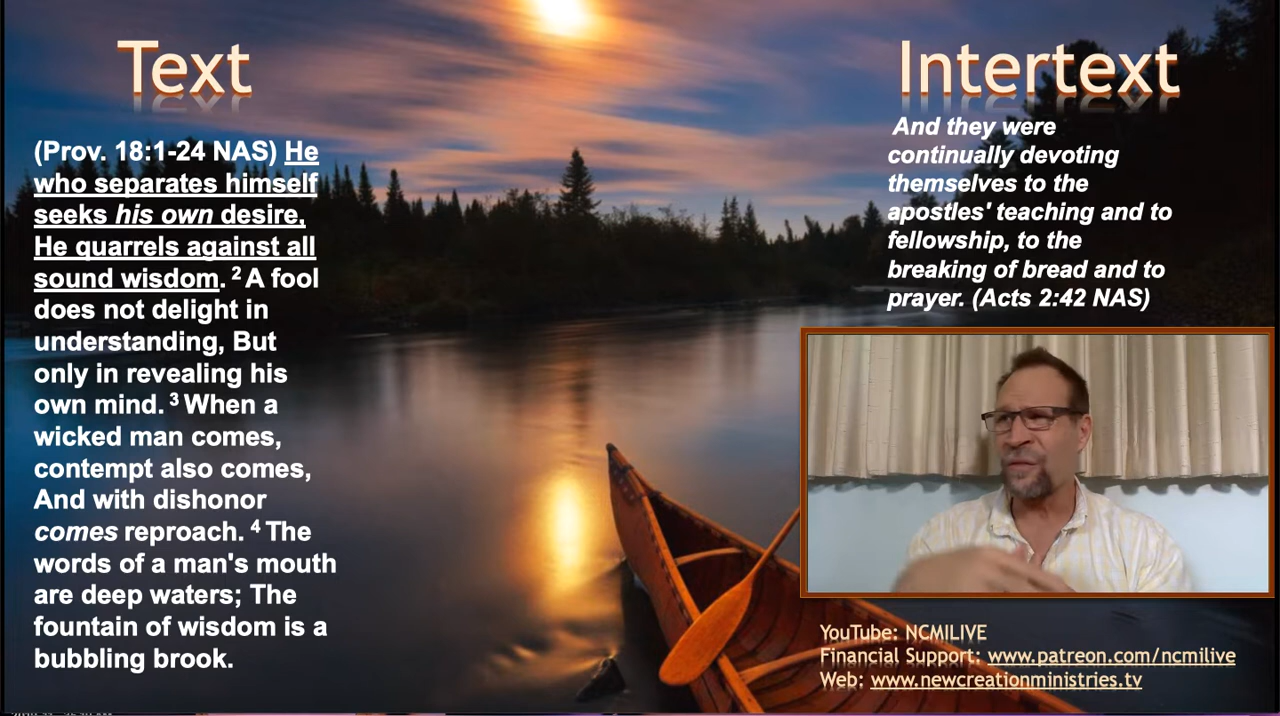 Text
(Prov. 18:1-24 NAS) He
who separates himself
seeks his own desire,
He quarrels against all
sound wisdom. 2 A fool
does not delight in
understanding, But
only in revealing his
own mind. 3 When a
wicked man comes,
contempt also comes,
And with dishonor
comes reproach. 4 The
words of a man's mouth
are deep waters; The
fountain of wisdom is a
bubbling brook.
Intertext
And they were
continually devoting
themselves to the
apostles' teaching and to
fellowship, to the
breaking of bread and to
prayer. (Acts 2:42 NAS)
YouTube: NCMILIVE
Financial Support: www.patreon.com/ncmilive
Web: www.newcreationministries.tv